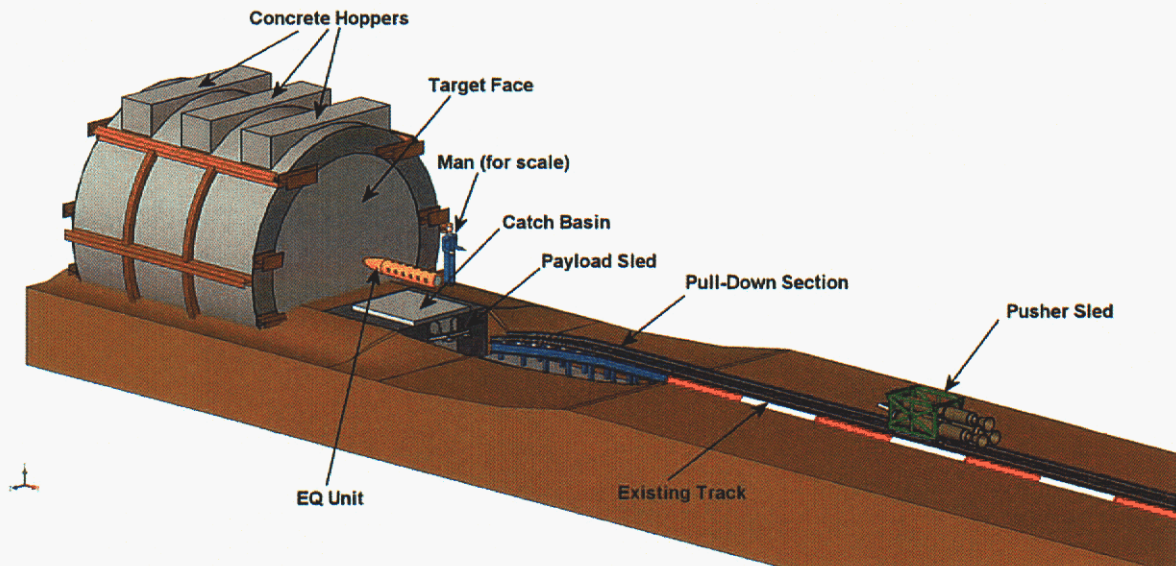 Concrete Hoppers
Target Face
Man (for scale)
Catch Basin
Payload Sled
Pull-Down Section
Pusher Sled
EQ Unit
Existing Track